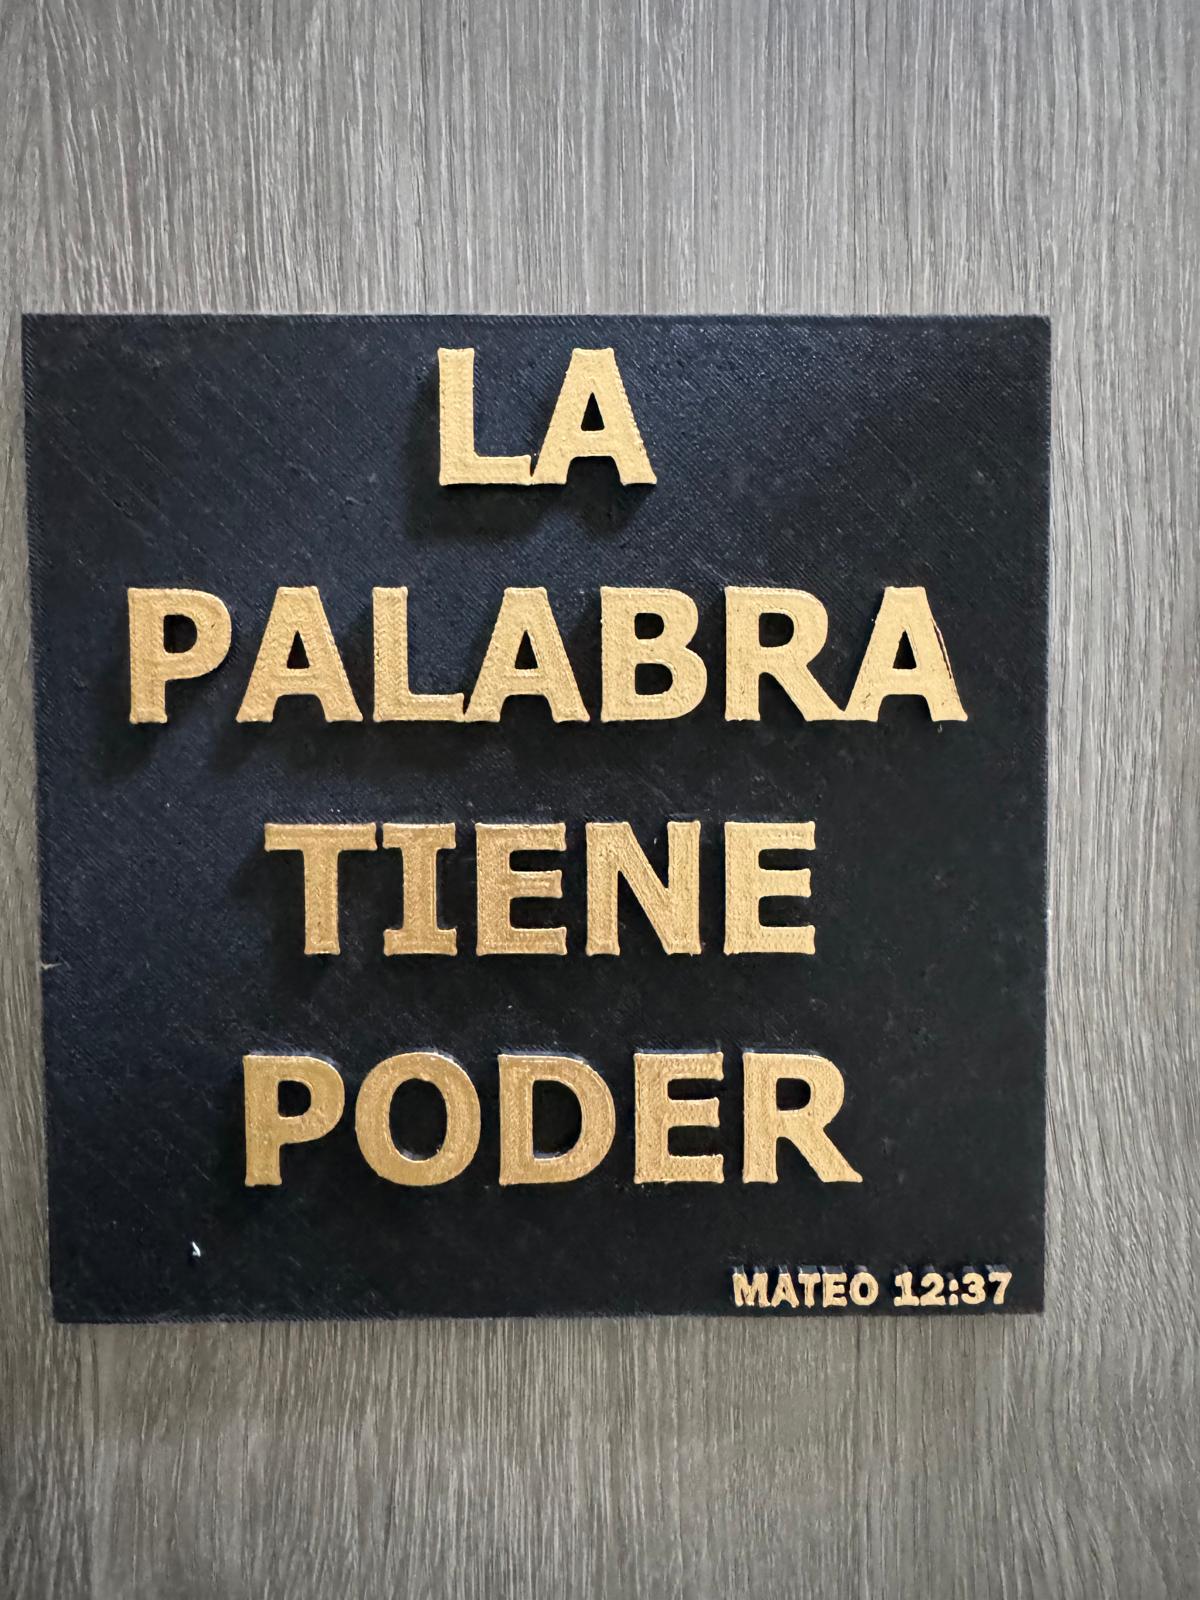 LA
PALABRA
TIENE
PODER
MATEO 12:37